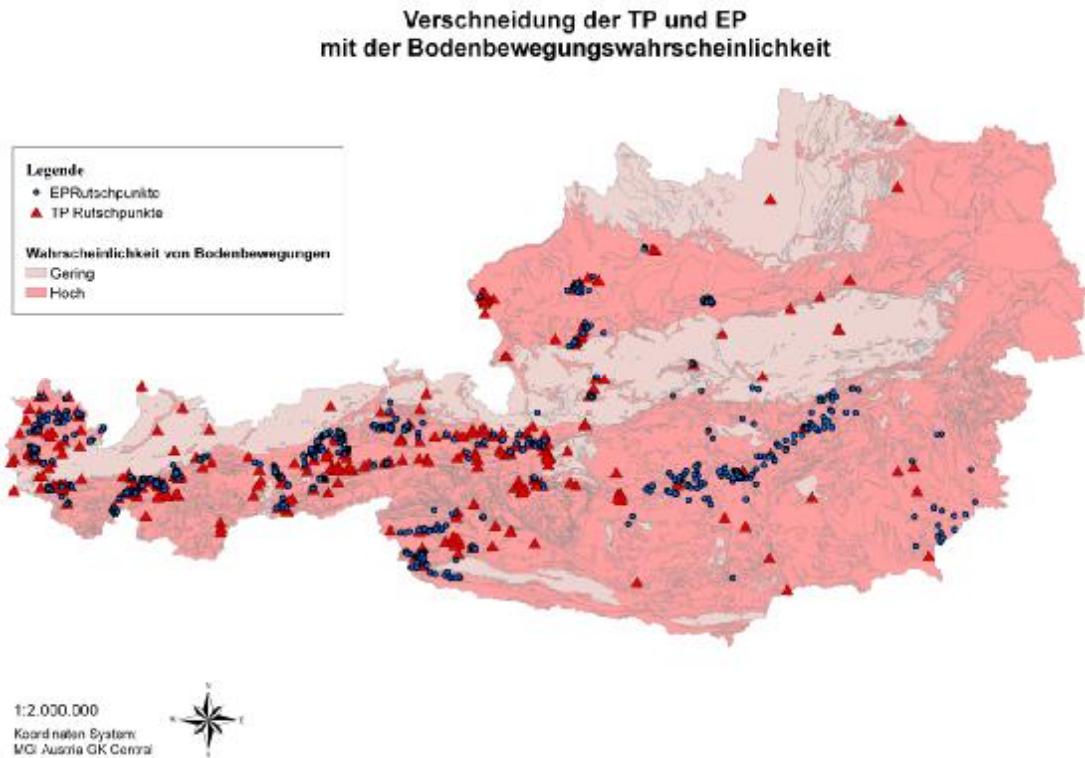 Verschneidung der TP und EP
mit der Bodenbewegungswahrscheinlichkeit
Legende
EPRutschpunkte
TP Rutschpunkte
Wahrscheinlichkeit von Bodenbewegungen
Gering
Hoch
N
W
E
S
1:2.000.000
Koordinaten System:
MGI Austria GK Central